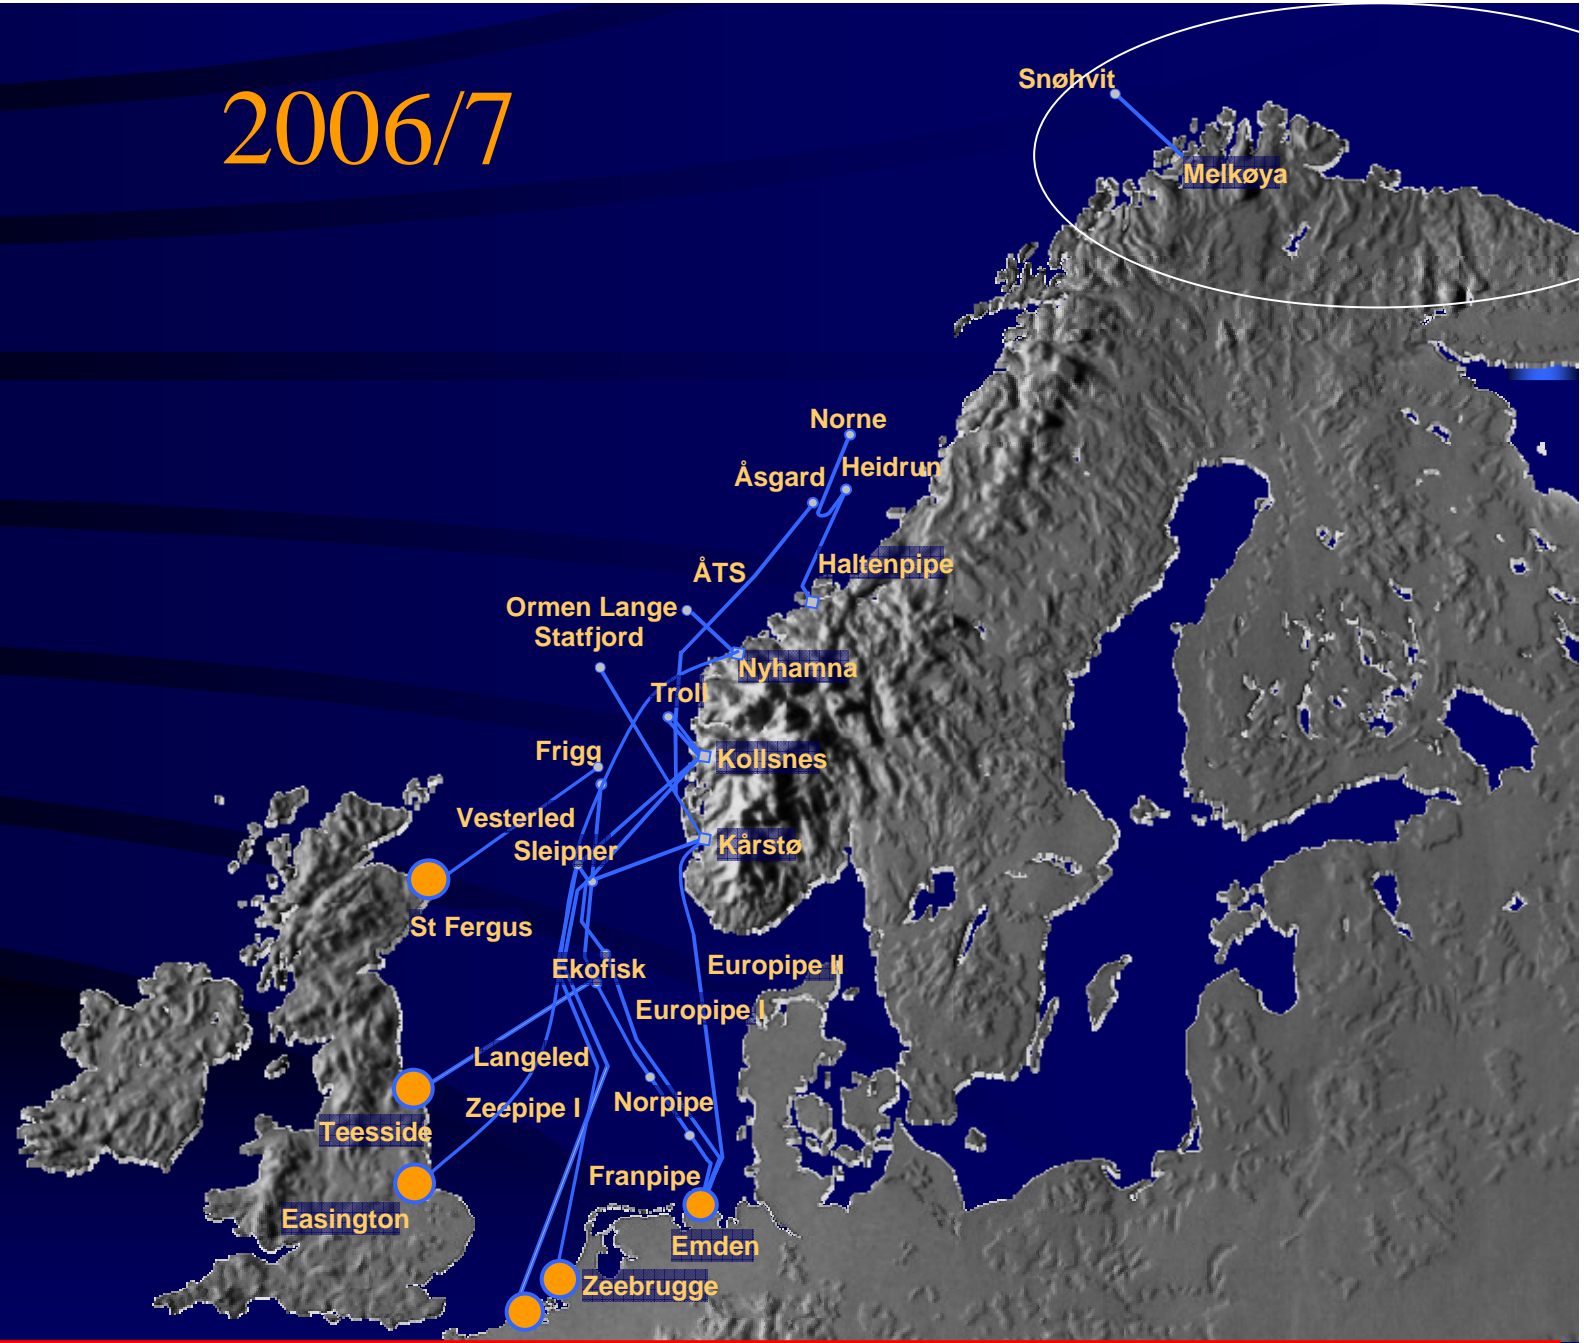 2006/7
Snøhvit
Melkøya
Norne
Heidrun
Åsgard
Haltenpipe
ÅTS
Ormen Lange
Statfjord
Nyhamna
Troll
Frigg
Kollsnes
Vesterled
Sleipner
Kårstø
St Fergus
Ekofisk
Europipe II
Europipe I
Langeled
Zeepipe I
Norpipe
Teesside
Franpipe
Easington
Emden
Zeebrugge